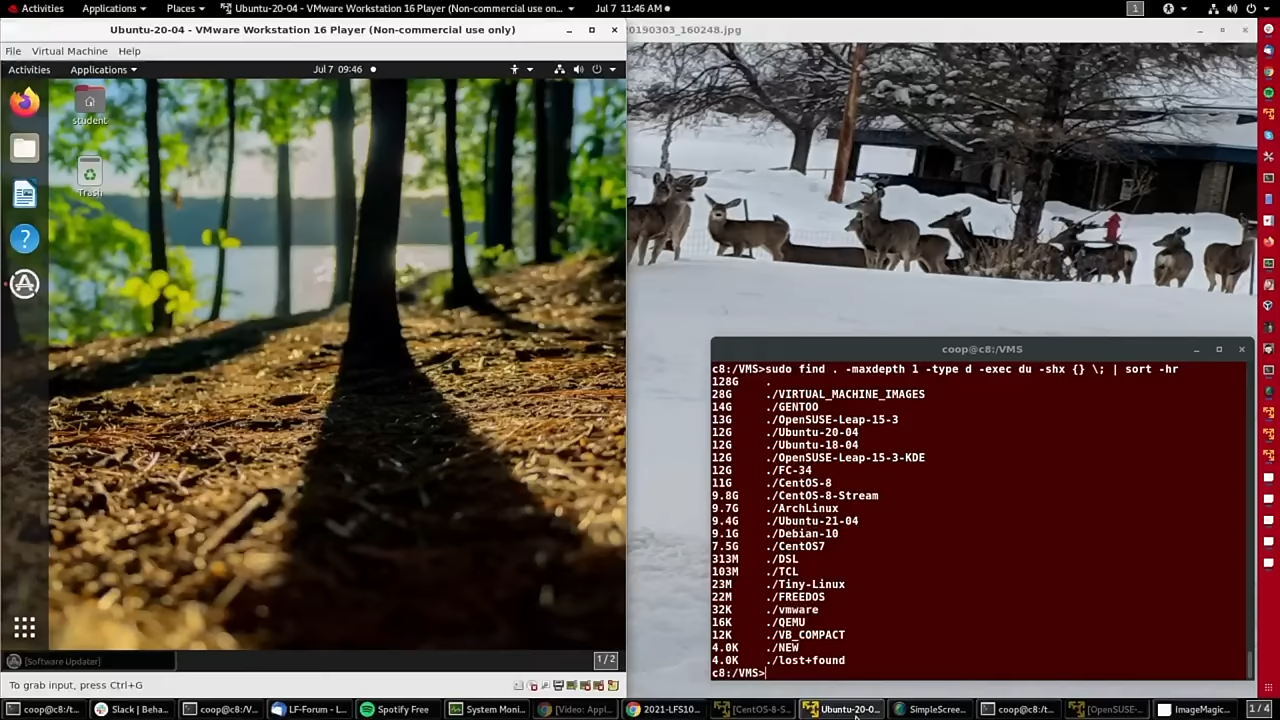 Activities Applications Places Ubuntu-20-04 - VMware Workstation 16 Player (Non-commercial use on... Jul 7 11:46 AM 1
Ubuntu-20-04 - VMware Workstation 16 Player (Non-commercial use only)
20190303_160248.jpg
File Virtual Machine Help
Activities Applications Jul 7 09:46
student
Trash
coop@c8:/VMS
c8:/VMS>sudo find . -maxdepth 1 -type d -exec du -shx {} \; | sort -hr
128G .
28G ./VIRTUAL_MACHINE_IMAGES
14G ./GENTOO
13G ./OpenSUSE-Leap-15-3
12G ./Ubuntu-20-04
12G ./Ubuntu-18-04
12G ./OpenSUSE-Leap-15-3-KDE
12G ./FC-34
11G ./CentOS-8
9.8G ./CentOS-8-Stream
9.7G ./ArchLinux
9.4G ./Ubuntu-21-04
9.1G ./Debian-10
7.5G ./CentOS7
313M ./DSL
103M ./TCL
23M ./Tiny-Linux
22M ./FREEDOS
32K ./vmware
16K ./QEMU
12K ./VB_COMPACT
4.0K ./NEW
4.0K ./lost+found
c8:/VMS>
[Software Updater] 1/2
To grab input, press Ctrl+G
coop@c8:/t... Slack | Beha... coop@c8:/V... LF-Forum - L... Spotify Free System Moni... [Video: Appl... 2021-LFS10... [CentOS-8-S... Ubuntu-20-0... SimpleScree... coop@c8:/t... [OpenSUSE-... ImageMagic... 1 / 4